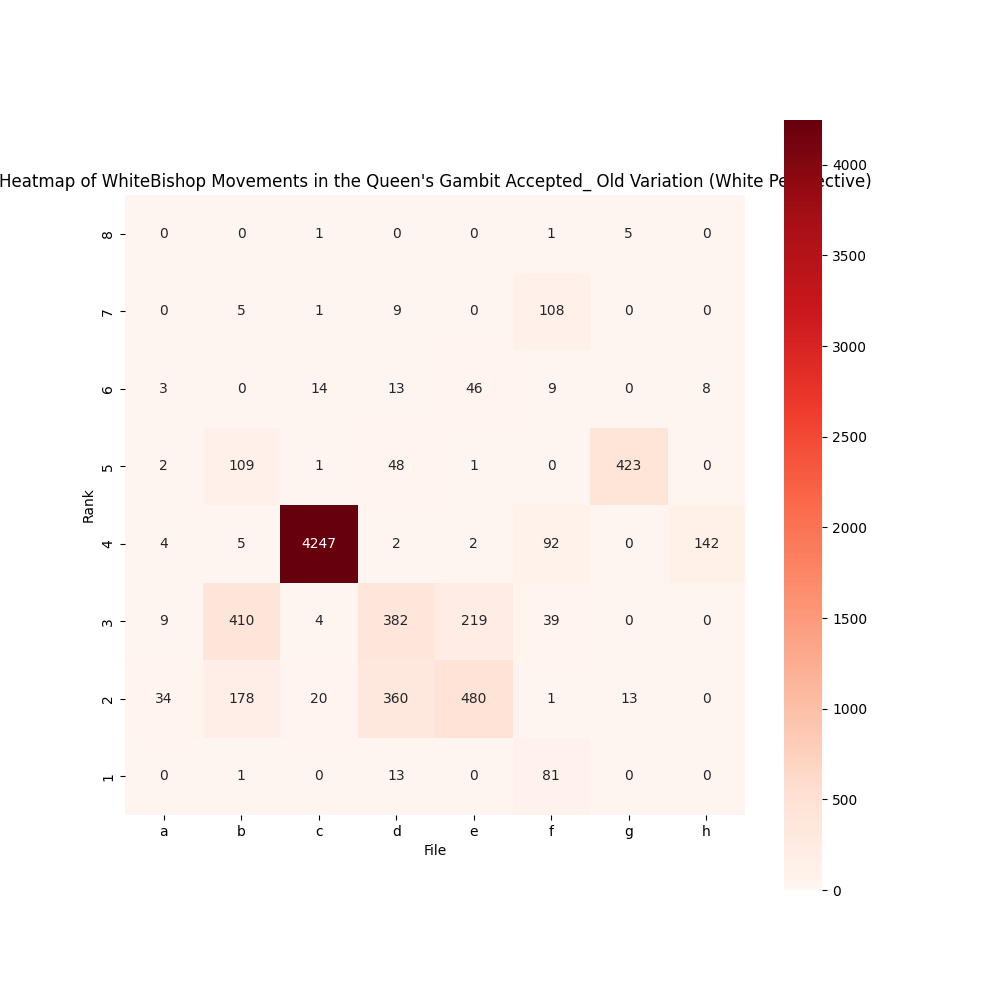 Heatmap of WhiteBishop Movements in the Queen's Gambit Accepted_ Old Variation (White Perspective)
8 0 0 1 0 0 1 5 0
7 0 5 1 9 0 108 0 0
6 3 0 14 13 46 9 0 8
5 2 109 1 48 1 0 423 0
Rank
4 4 5 4247 2 2 92 0 142
3 9 410 4 382 219 39 0 0
2 34 178 20 360 480 1 13 0
1 0 1 0 13 0 81 0 0
a b c d e f g h
File
4000
3500
3000
2500
2000
1500
1000
500
0